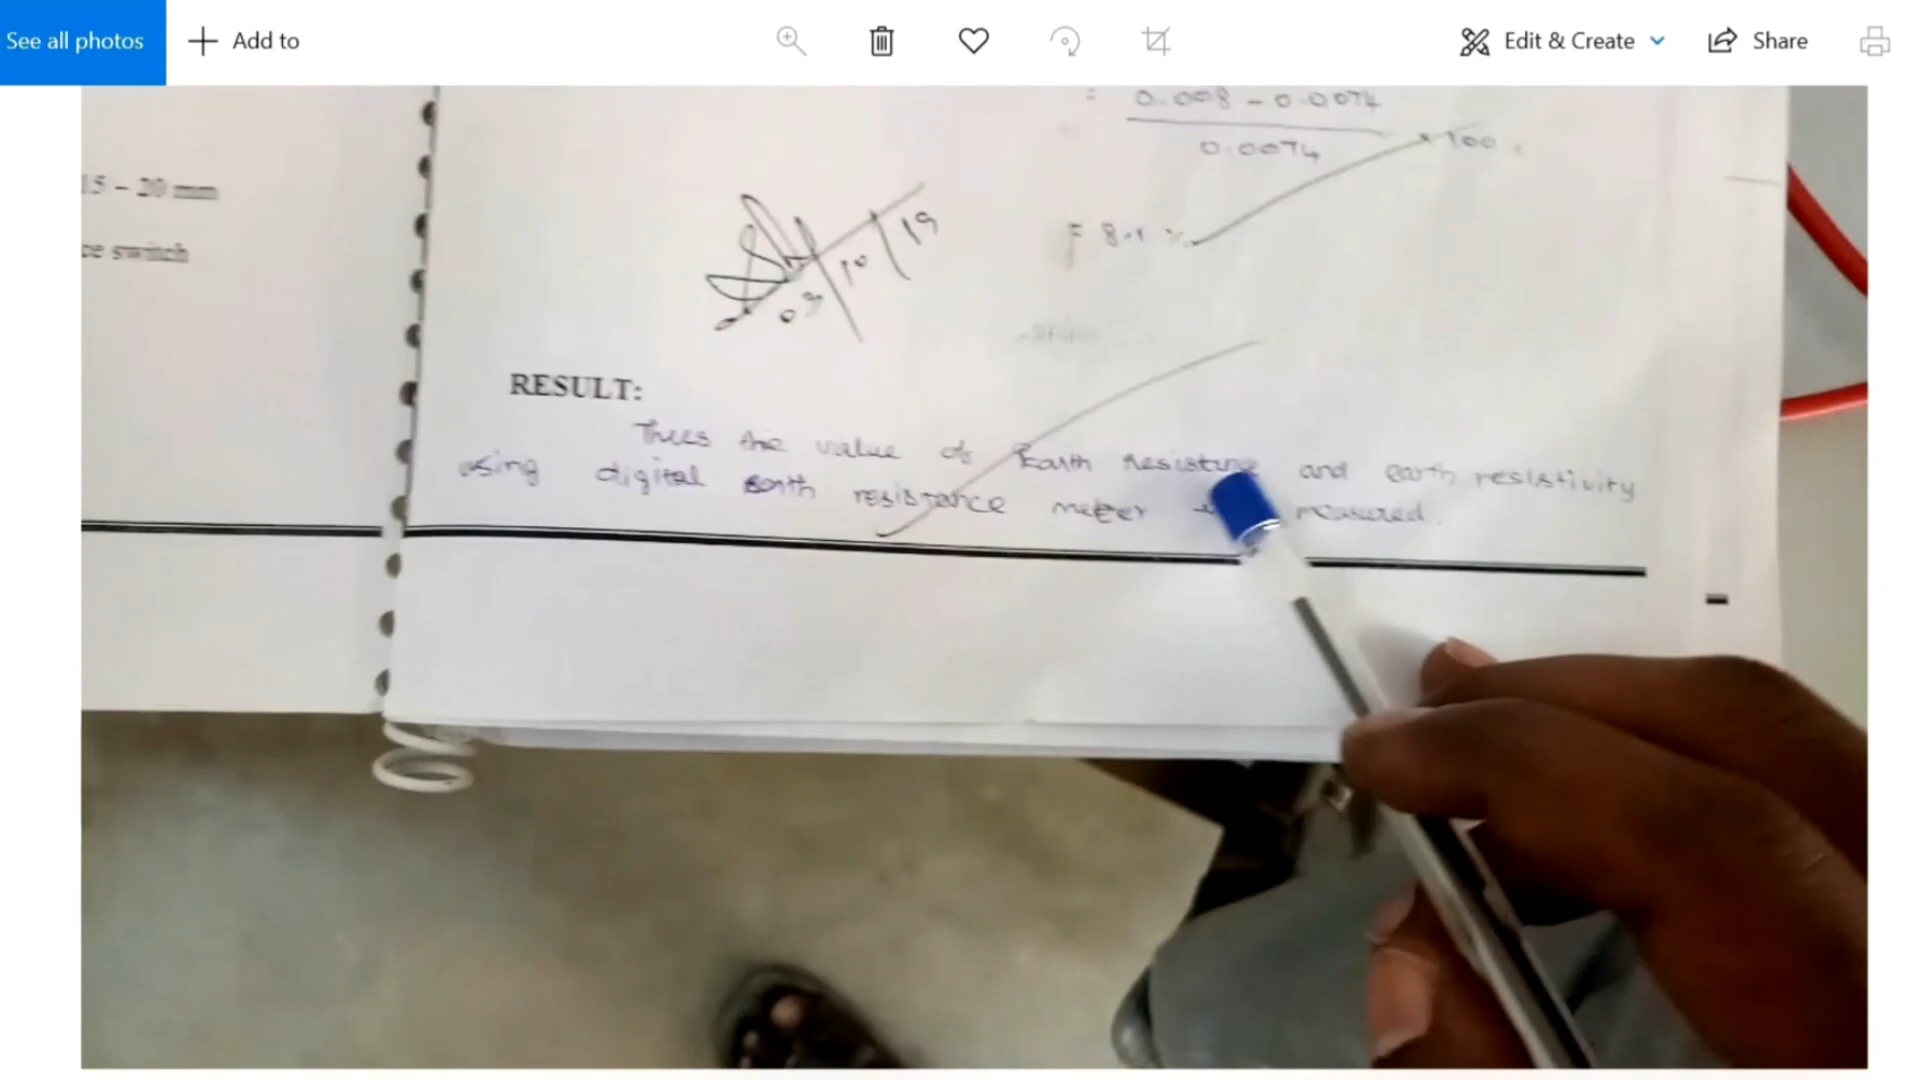 See all photos
Add to
Edit & Create
Share
15 - 20 mm
ce switch
= 0.008 - 0.0074
0.0074
× 100
= 8.1 %
09/10/19
RESULT:
Thus the value of Earth resistance and earth resistivity
using digital earth resistance meter measured.